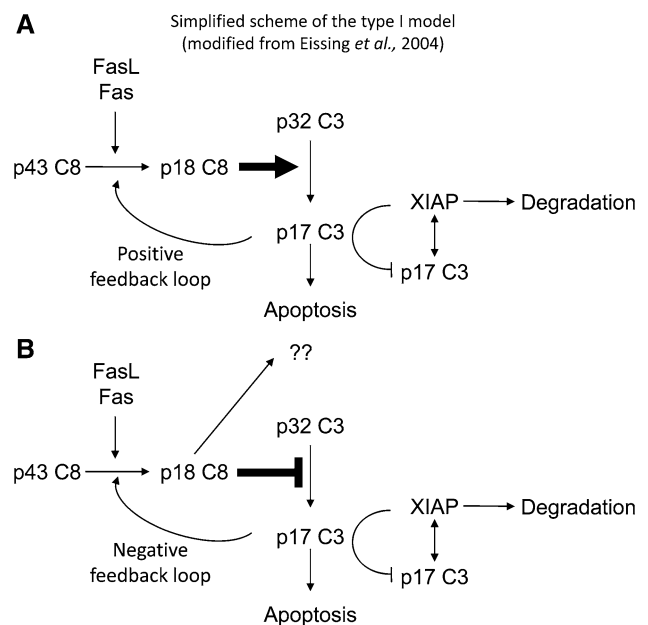 A
Simplified scheme of the type I model
(modified from Eissing et al., 2004)
FasL
Fas
p32 C3
p43 C8
p18 C8
XIAP
Degradation
p17 C3
Positive
feedback loop
p17 C3
Apoptosis
B
??
FasL
Fas
p32 C3
p43 C8
p18 C8
XIAP
Degradation
p17 C3
Negative
feedback loop
p17 C3
Apoptosis